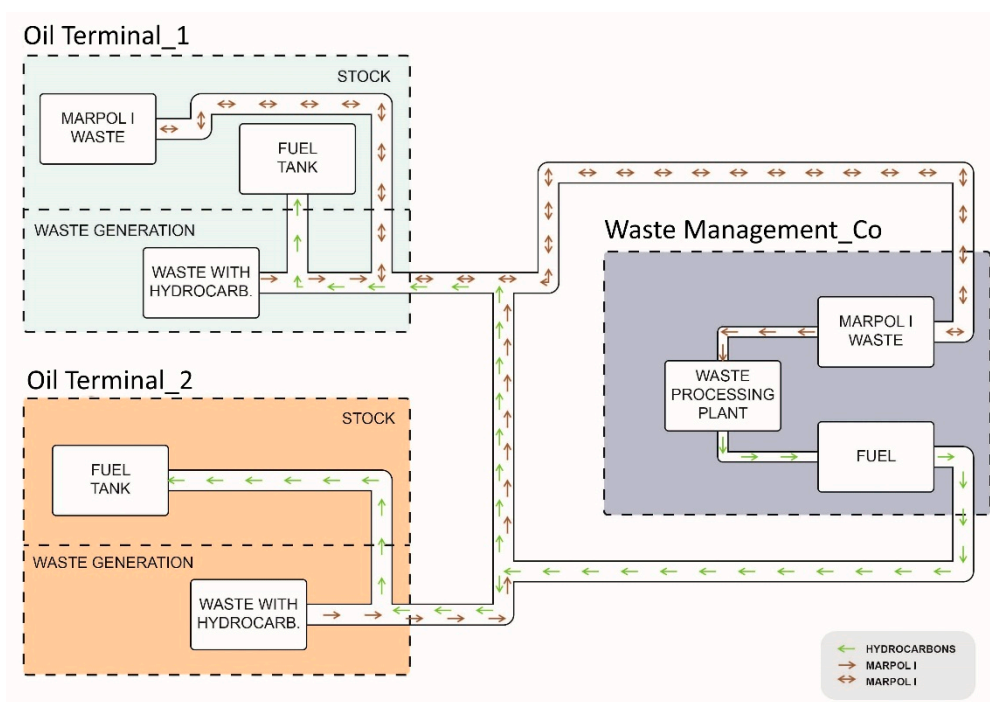 Oil Terminal_1
STOCK
MARPOL I
WASTE
FUEL
TANK
WASTE GENERATION
WASTE WITH
HYDROCARB.
Waste Management_Co
MARPOL I
WASTE
WASTE
PROCESSING
PLANT
FUEL
Oil Terminal_2
STOCK
FUEL
TANK
WASTE GENERATION
WASTE WITH
HYDROCARB.
HYDROCARBONS
MARPOL I
MARPOL I